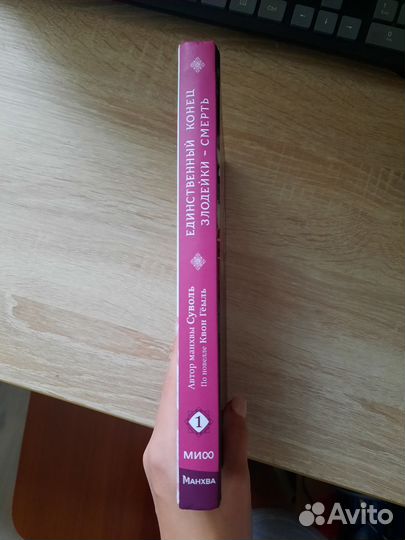 ЕДИНСТВЕННЫЙ КОНЕЦ
ЗЛОДЕЙКИ – СМЕРТЬ
Автор манхвы Суволь
По новелле Квон Гёыль
1
МИФ
МАНХВА
Avito